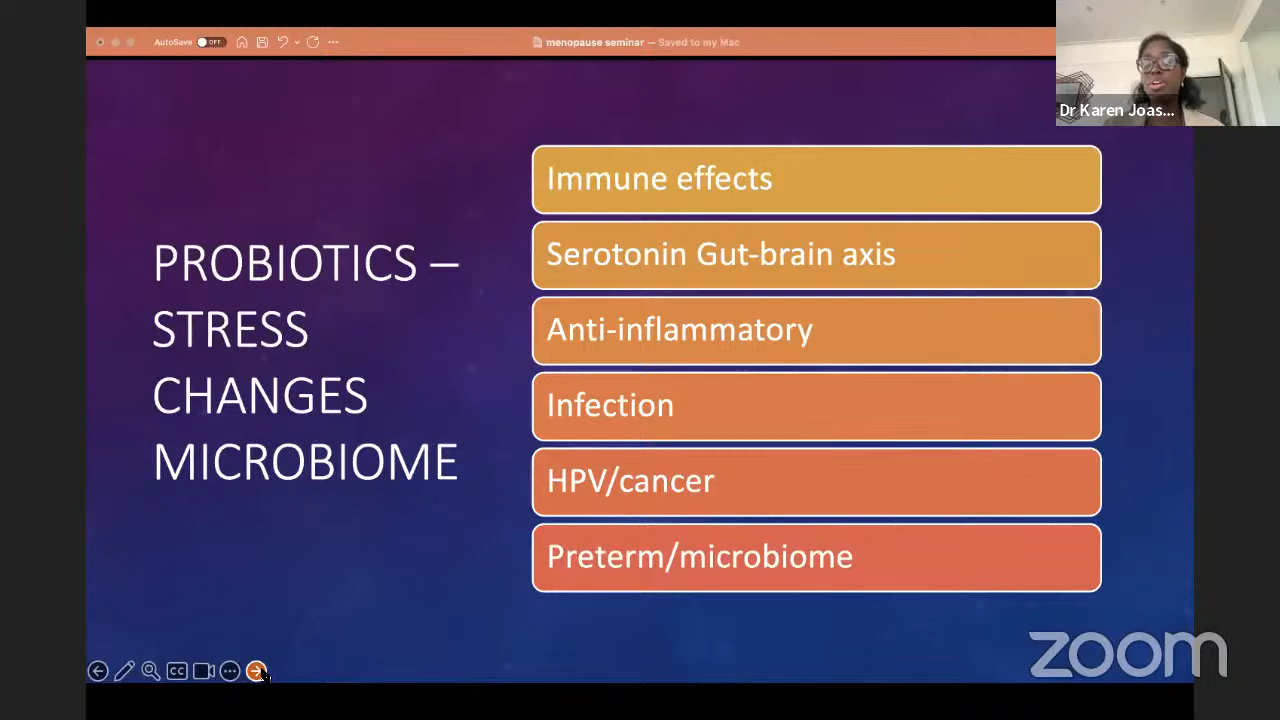 AutoSave OFF
menopause seminar — Saved to my Mac
Dr Karen Joas...
PROBIOTICS –
STRESS
CHANGES
MICROBIOME
Immune effects
Serotonin Gut-brain axis
Anti-inflammatory
Infection
HPV/cancer
Preterm/microbiome
CC
zoom